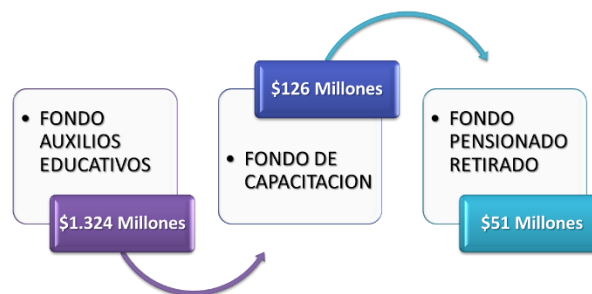 • FONDO
AUXILIOS
EDUCATIVOS
$1.324 Millones
$126 Millones
• FONDO DE
CAPACITACION
• FONDO
PENSIONADO
RETIRADO
$51 Millones